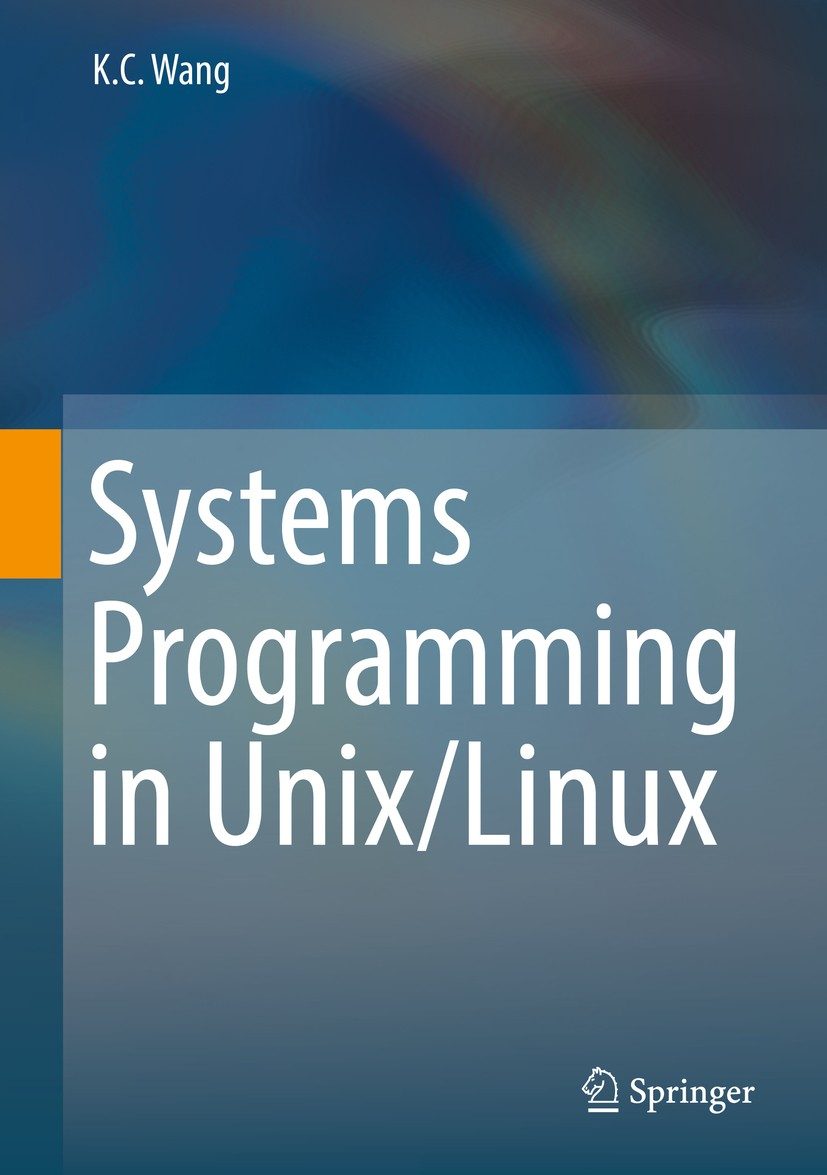 K.C. Wang
Systems
Programming
in Unix/Linux
Springer